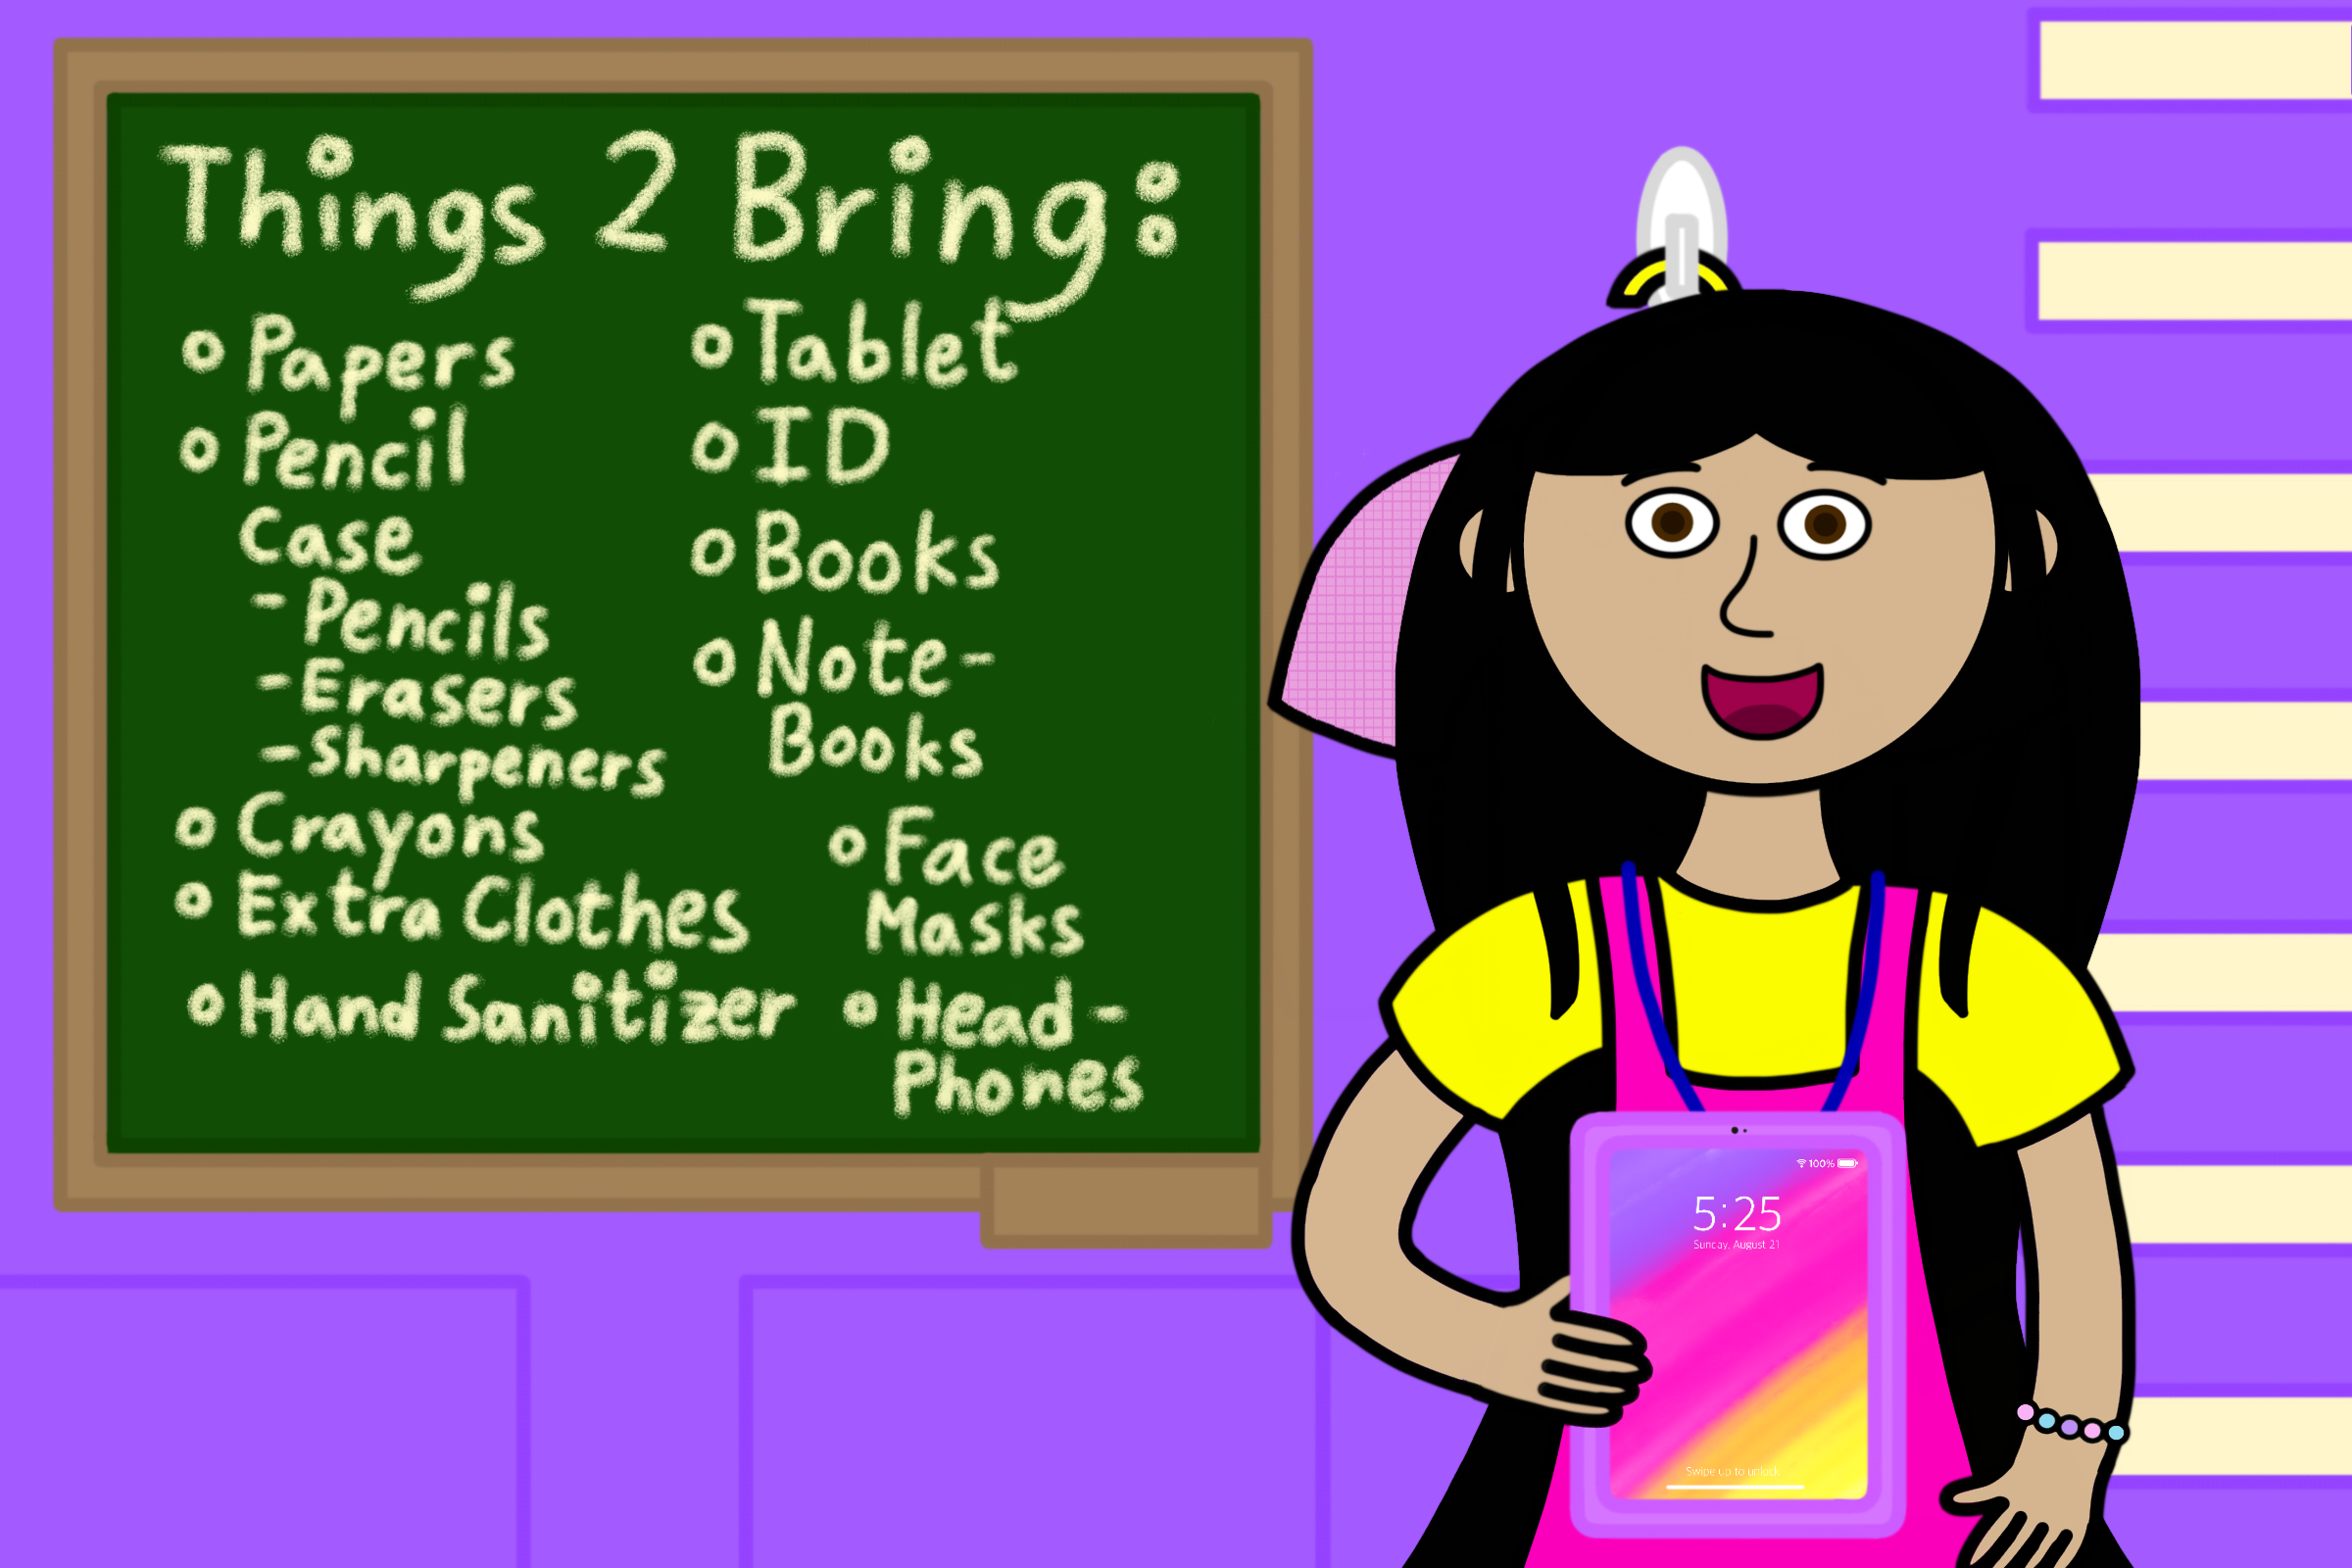 Things 2 Bring:
o Papers
o Pencil
Case
- Pencils
- Erasers
- Sharpeners
o Crayons
o Extra Clothes
o Hand Sanitizer
o Tablet
o ID
o Books
o Note-
Books
o Face
Masks
o Head-
Phones
100%
5:25
Sunday, August 21
Swipe up to unlock